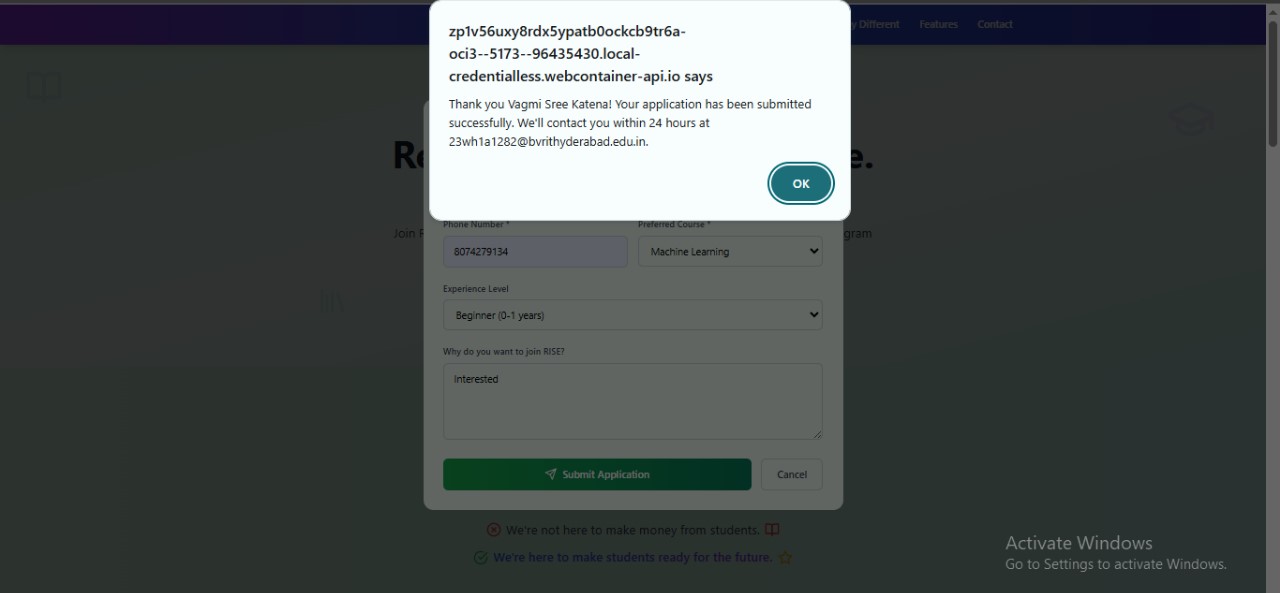 zp1v56uxy8rdx5ypatb0ockcb9tr6a-
oci3--5173--96435430.local-
credentialless.webcontainer-api.io says
y Different Features Contact
Thank you Vagmi Sree Katena! Your application has been submitted
successfully. We'll contact you within 24 hours at
23wh1a1282@bvrithyderabad.edu.in.
OK
Re e.
Phone Number * Preferred Course *
Join gram
8074279134 Machine Learning
Experience Level
Beginner (0-1 years)
Why do you want to join RISE?
Interested
Submit Application Cancel
We're not here to make money from students.
We're here to make students ready for the future.
Activate Windows
Go to Settings to activate Windows.